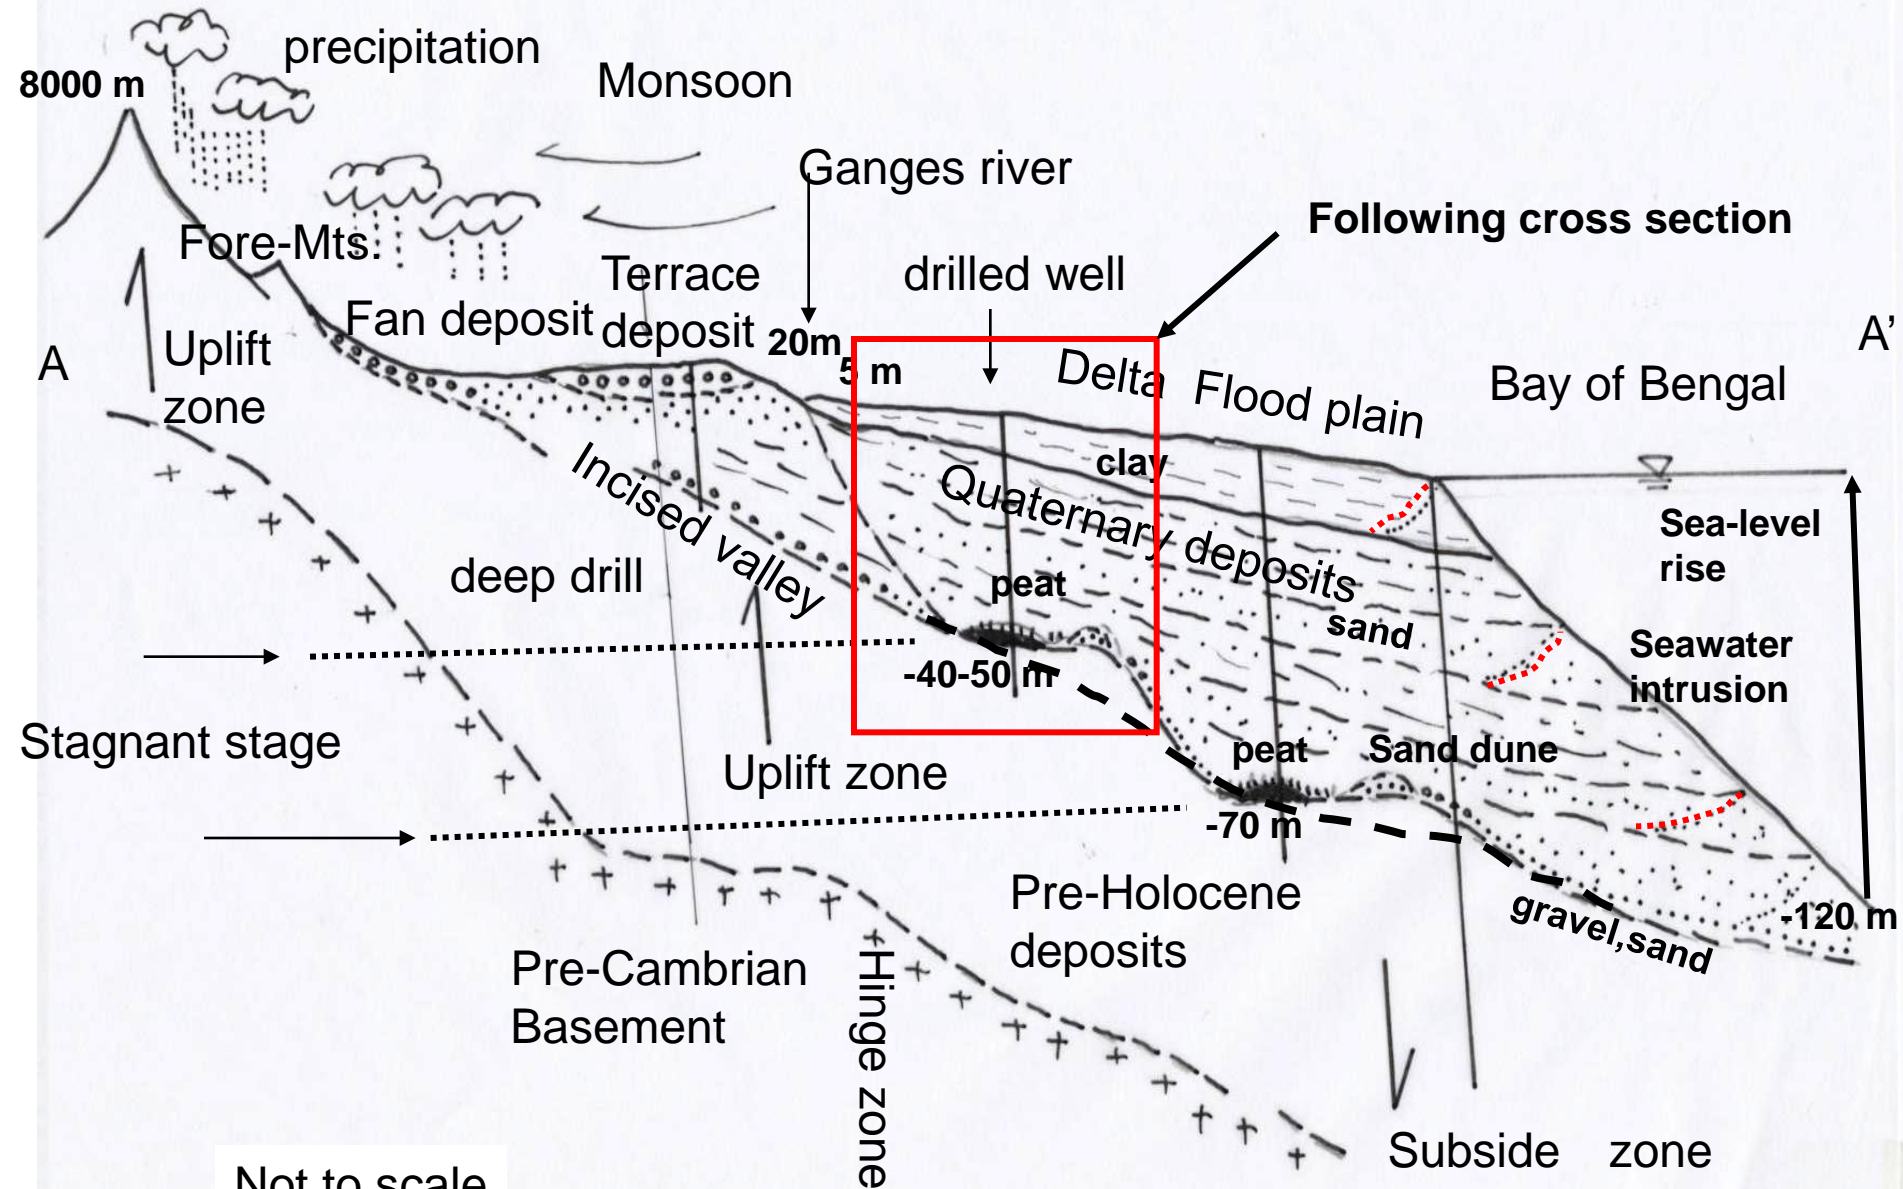 precipitation
8000 m
Monsoon
Ganges river
Following cross section
Fore-Mts.
Terrace
deposit
drilled well
Fan deposit
20m
5 m
A
A’
Uplift
zone
Delta Flood plain
Bay of Bengal
clay
Quaternary deposits
Incised valley
Sea-level
rise
deep drill
peat
sand
Seawater
intrusion
-40-50 m
Stagnant stage
Uplift zone
peat
Sand dune
-70 m
Pre-Holocene
deposits
gravel,sand
-120 m
Pre-Cambrian
Basement
Hinge zone
Subside zone
Not to scale